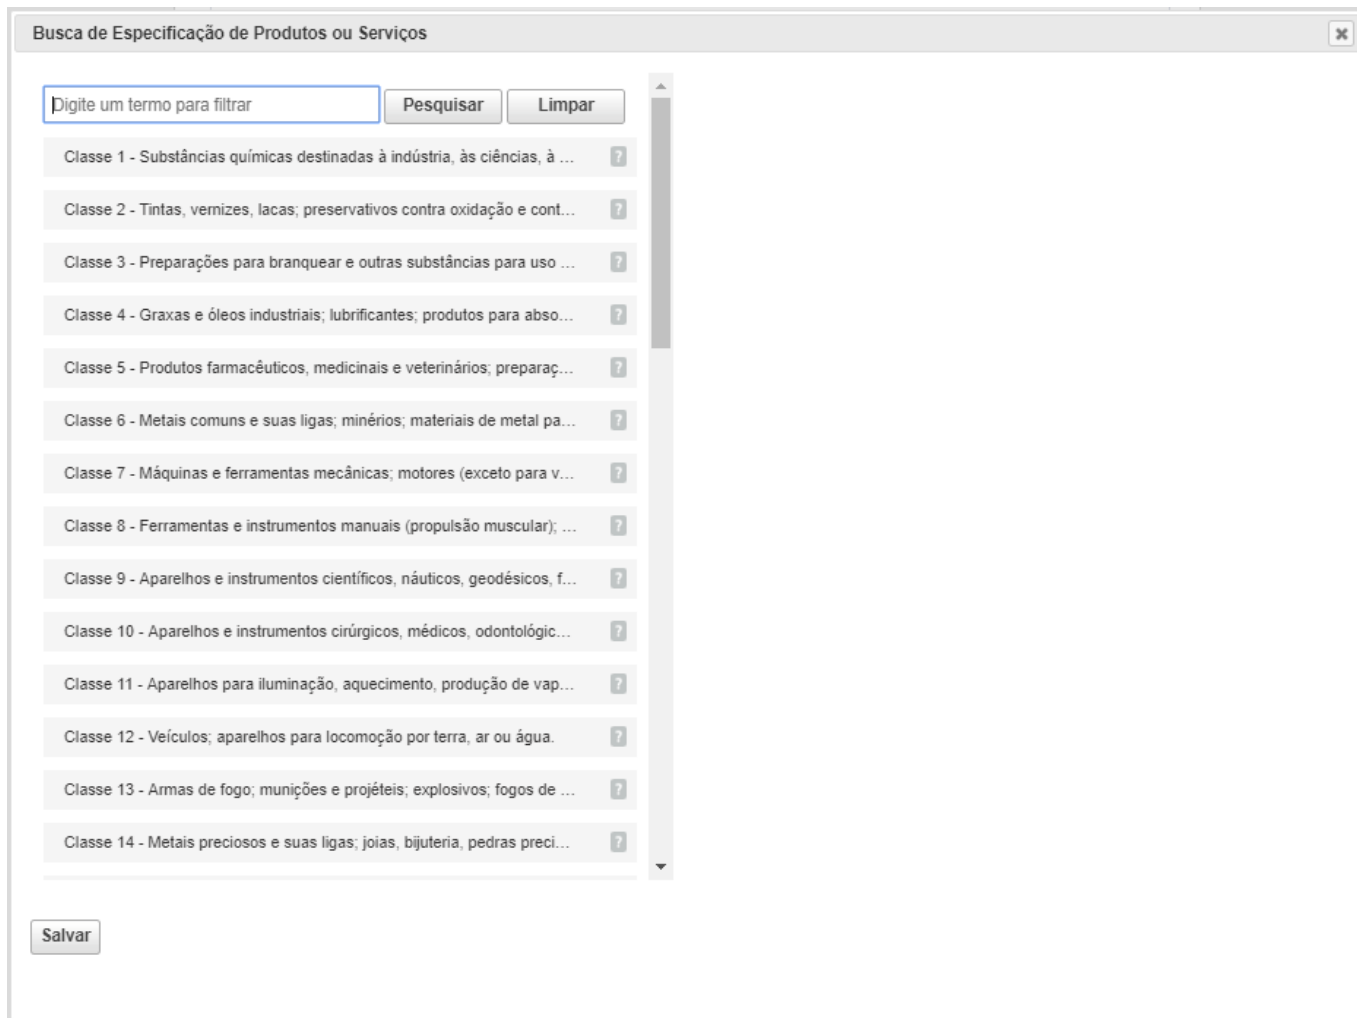 Busca de Especificação de Produtos ou Serviços
Digite um termo para filtrar Pesquisar Limpar
Classe 1 - Substâncias químicas destinadas à indústria, às ciências, à ...
Classe 2 - Tintas, vernizes, lacas; preservativos contra oxidação e cont...
Classe 3 - Preparações para branquear e outras substâncias para uso ...
Classe 4 - Graxas e óleos industriais; lubrificantes; produtos para abso...
Classe 5 - Produtos farmacêuticos, medicinais e veterinários; preparaç...
Classe 6 - Metais comuns e suas ligas; minérios; materiais de metal pa...
Classe 7 - Máquinas e ferramentas mecânicas; motores (exceto para v...
Classe 8 - Ferramentas e instrumentos manuais (propulsão muscular); ...
Classe 9 - Aparelhos e instrumentos científicos, náuticos, geodésicos, f...
Classe 10 - Aparelhos e instrumentos cirúrgicos, médicos, odontológic...
Classe 11 - Aparelhos para iluminação, aquecimento, produção de vap...
Classe 12 - Veículos; aparelhos para locomoção por terra, ar ou água.
Classe 13 - Armas de fogo; munições e projéteis; explosivos; fogos de ...
Classe 14 - Metais preciosos e suas ligas; joias, bijuteria, pedras preci...
Salvar